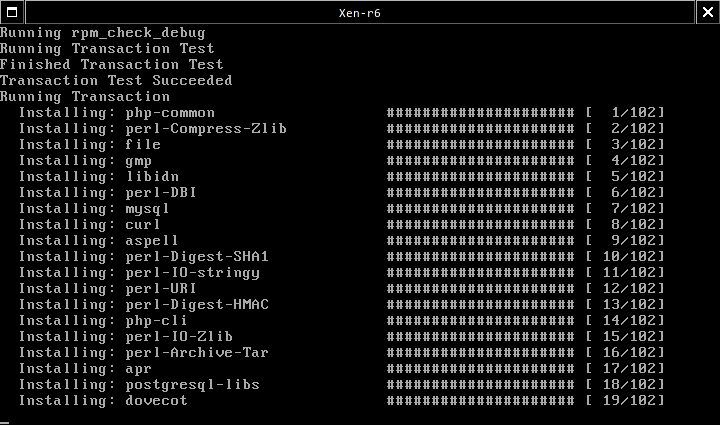 Xen-r6
Running rpm_check_debug
Running Transaction Test
Finished Transaction Test
Transaction Test Succeeded
Running Transaction
  Installing: php-common                   ##################### [  1/102]
  Installing: perl-Compress-Zlib           ##################### [  2/102]
  Installing: file                         ##################### [  3/102]
  Installing: gmp                          ##################### [  4/102]
  Installing: libidn                       ##################### [  5/102]
  Installing: perl-DBI                     ##################### [  6/102]
  Installing: mysql                        ##################### [  7/102]
  Installing: curl                         ##################### [  8/102]
  Installing: aspell                       ##################### [  9/102]
  Installing: perl-Digest-SHA1             ##################### [ 10/102]
  Installing: perl-IO-stringy              ##################### [ 11/102]
  Installing: perl-URI                     ##################### [ 12/102]
  Installing: perl-Digest-HMAC             ##################### [ 13/102]
  Installing: php-cli                      ##################### [ 14/102]
  Installing: perl-IO-Zlib                 ##################### [ 15/102]
  Installing: perl-Archive-Tar             ##################### [ 16/102]
  Installing: apr                          ##################### [ 17/102]
  Installing: postgresql-libs              ##################### [ 18/102]
  Installing: dovecot                      ##################### [ 19/102]